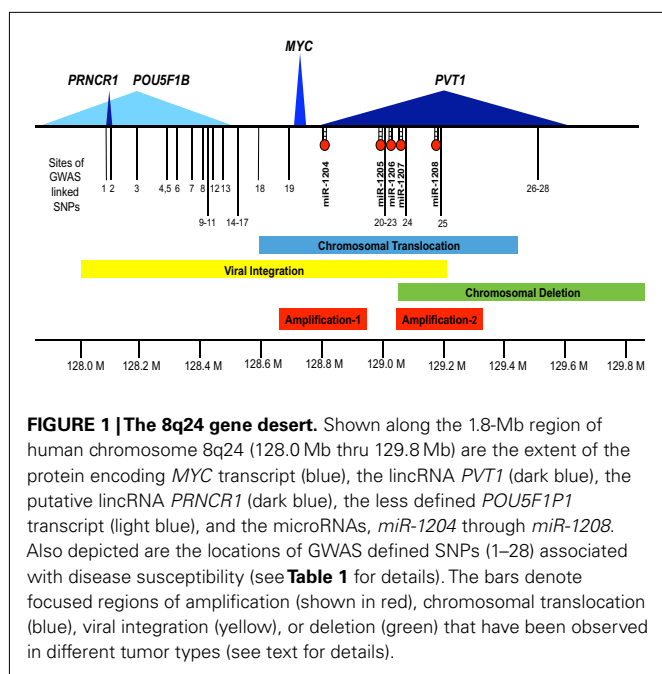 MYC
PRNCR1 POU5F1B PVT1
Sites of
GWAS
linked
SNPs
1 2 3 4,5 6 7 8 12 13 18 19 miR-1204 miR-1205 miR-1206 miR-1207 miR-1208 26-28
9-11 14-17 20-23 24 25
Chromosomal Translocation
Viral Integration
Chromosomal Deletion
Amplification-1 Amplification-2
128.0 M 128.2 M 128.4 M 128.6 M 128.8 M 129.0 M 129.2 M 129.4 M 129.6 M 129.8 M
FIGURE 1 | The 8q24 gene desert. Shown along the 1.8-Mb region of
human chromosome 8q24 (128.0 Mb thru 129.8 Mb) are the extent of the
protein encoding MYC transcript (blue), the lincRNA PVT1 (dark blue), the
putative lincRNA PRNCR1 (dark blue), the less defined POU5F1P1
transcript (light blue), and the microRNAs, miR-1204 through miR-1208.
Also depicted are the locations of GWAS defined SNPs (1–28) associated
with disease susceptibility (see Table 1 for details). The bars denote
focused regions of amplification (shown in red), chromosomal translocation
(blue), viral integration (yellow), or deletion (green) that have been observed
in different tumor types (see text for details).